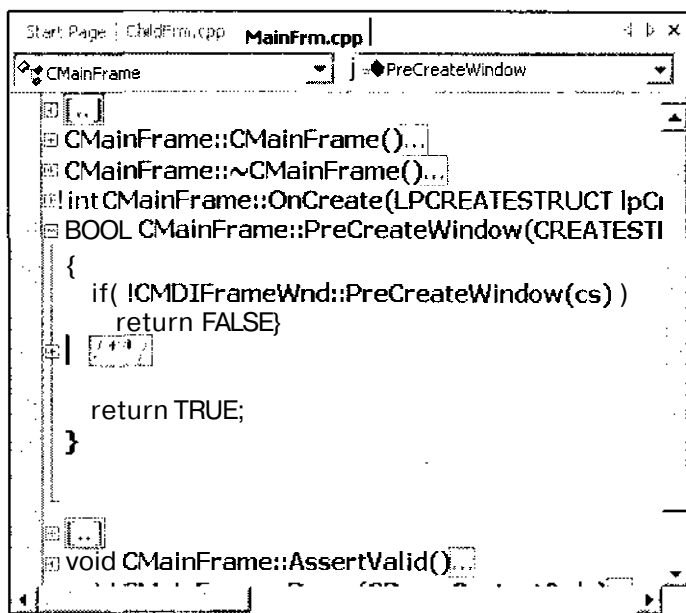 Start Page ChildFrm.cpp MainFrm.cpp
CMainFrame PreCreateWindow
[..]
CMainFrame::CMainFrame()...
CMainFrame::~CMainFrame()...
int CMainFrame::OnCreate(LPCREATESTRUCT lpCr
BOOL CMainFrame::PreCreateWindow(CREATEST
{
if( !CMDIFrameWnd::PreCreateWindow(cs) )
return FALSE}
return TRUE;
}
[..]
void CMainFrame::AssertValid()...